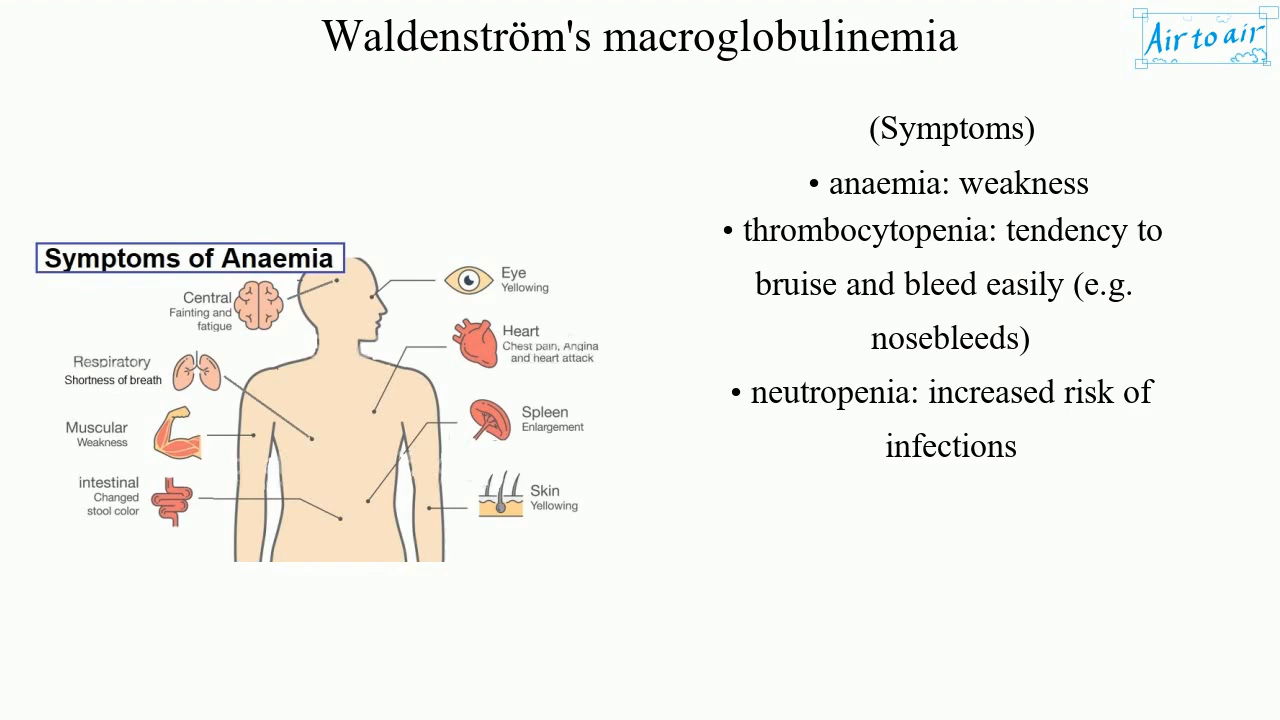 Waldenström's macroglobulinemia
Air to air
(Symptoms)
• anaemia: weakness
• thrombocytopenia: tendency to
bruise and bleed easily (e.g.
nosebleeds)
• neutropenia: increased risk of
infections
Symptoms of Anaemia
Central
Fainting and
fatigue
Respiratory
Shortness of breath
Muscular
Weakness
intestinal
Changed
stool color
Eye
Yellowing
Heart
Chest pain, Angina
and heart attack
Spleen
Enlargement
Skin
Yellowing